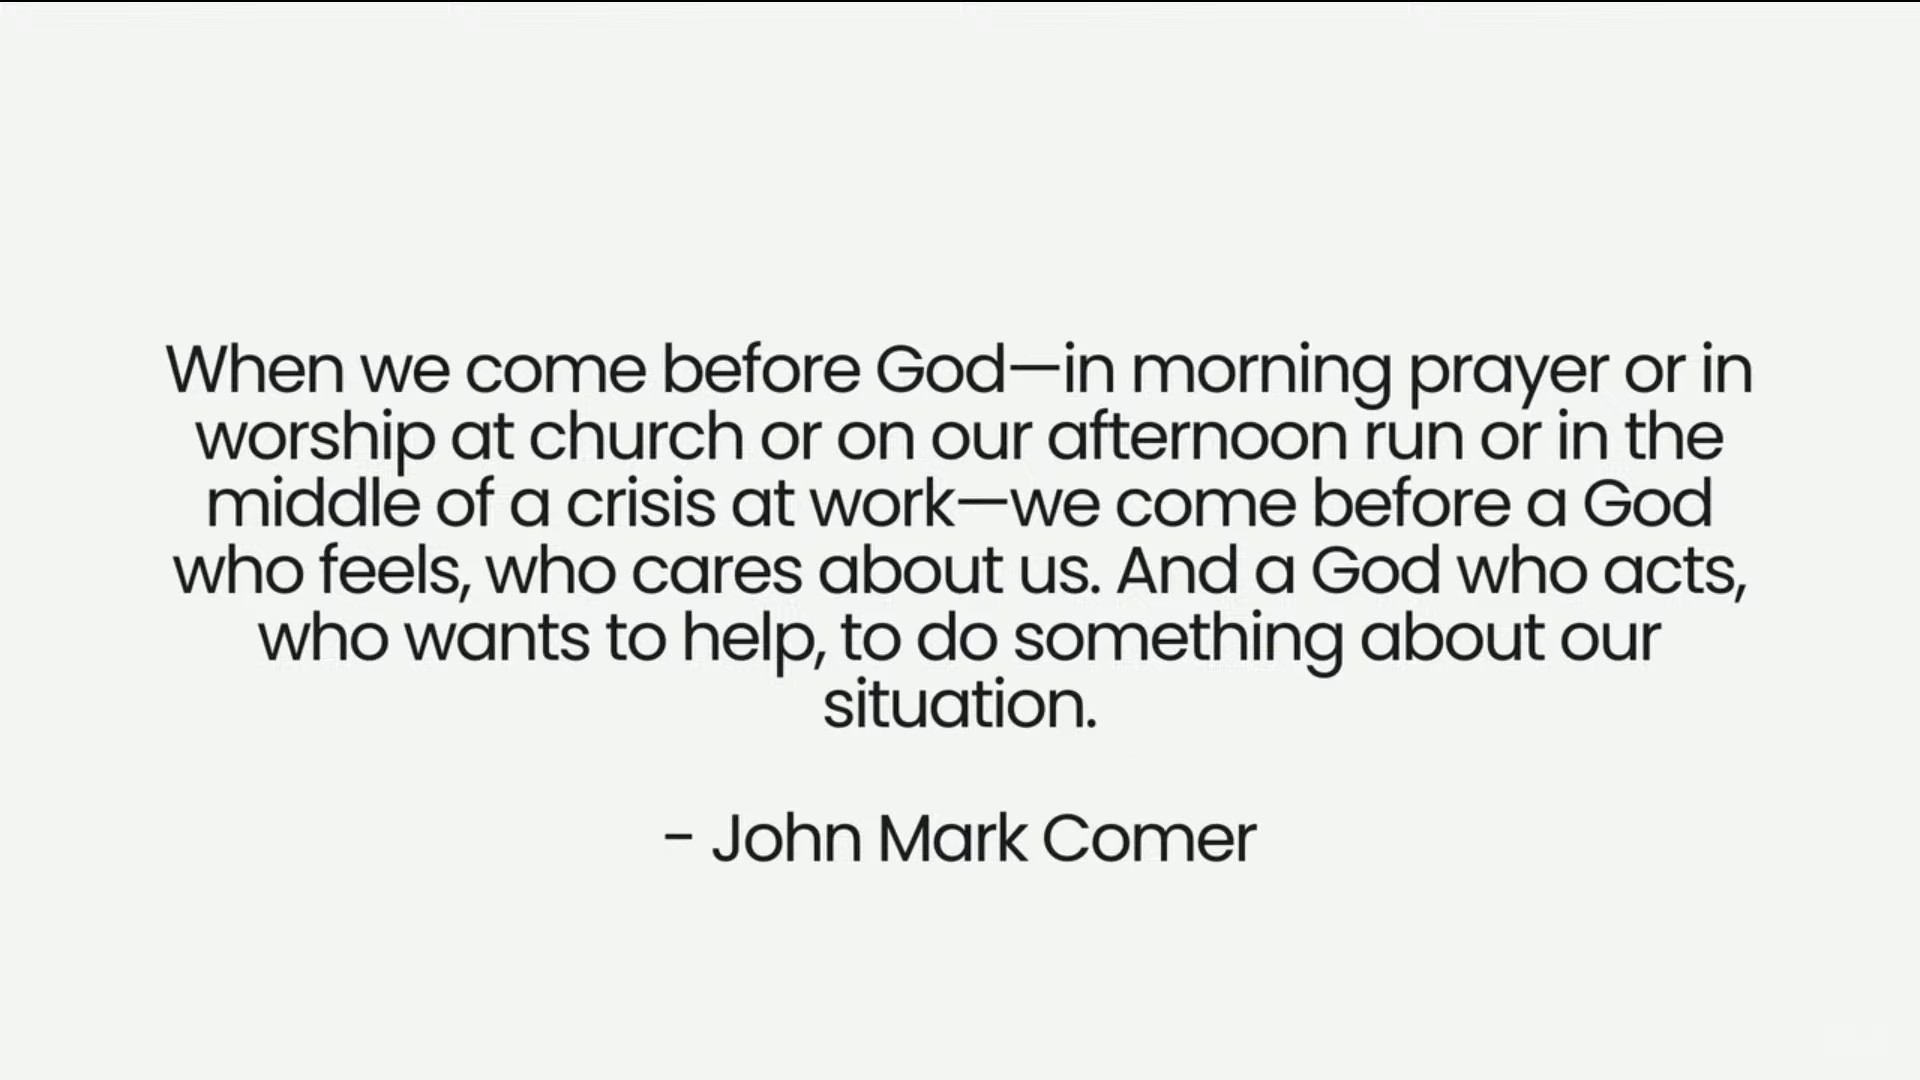 When we come before God—in morning prayer or in
worship at church or on our afternoon run or in the
middle of a crisis at work—we come before a God
who feels, who cares about us. And a God who acts,
who wants to help, to do something about our
situation.
- John Mark Comer